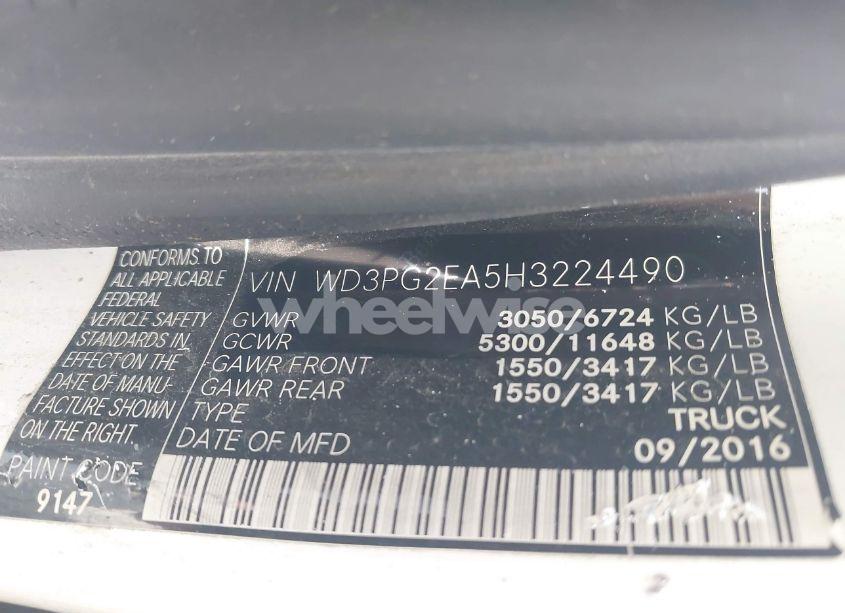 CONFORMS TO
ALL APPLICABLE
FEDERAL
VEHICLE SAFETY
STANDARDS IN
EFFECT ON THE
DATE OF MANU-
FACTURE SHOWN
ON THE RIGHT.
PAINT CODE
9147
VIN WD3PG2EA5H3224490
wheelwise
GVWR 3050/6724 KG/LB
GCWR 5300/11648 KG/LB
GAWR FRONT 1550/3417 KG/LB
GAWR REAR 1550/3417 KG/LB
TYPE TRUCK
DATE OF MFD 09/2016